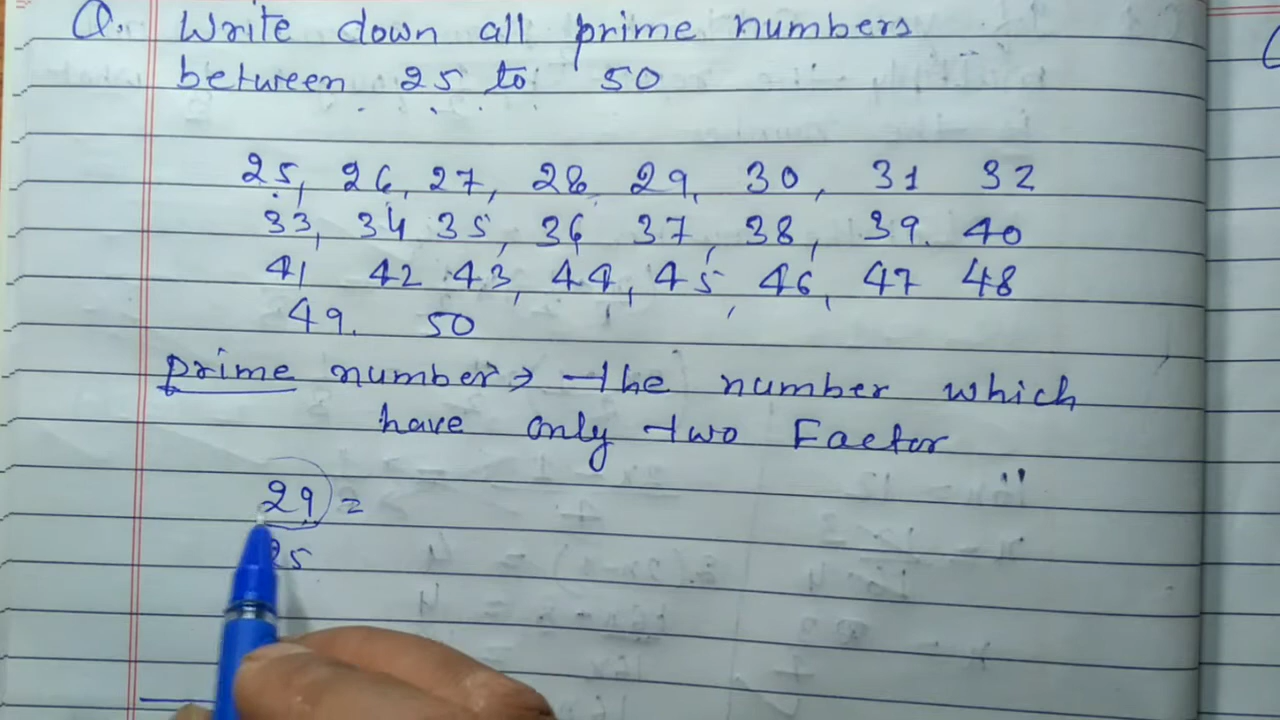 Q. Write down all prime numbers
between 25 to 50
25, 26, 27, 28 29, 30, 31 32
33, 34 35, 36 37, 38, 39. 40
41 42 43, 44, 45, 46, 47 48
49. 50
prime number → The number which
have only two Factor
"
29 =
25